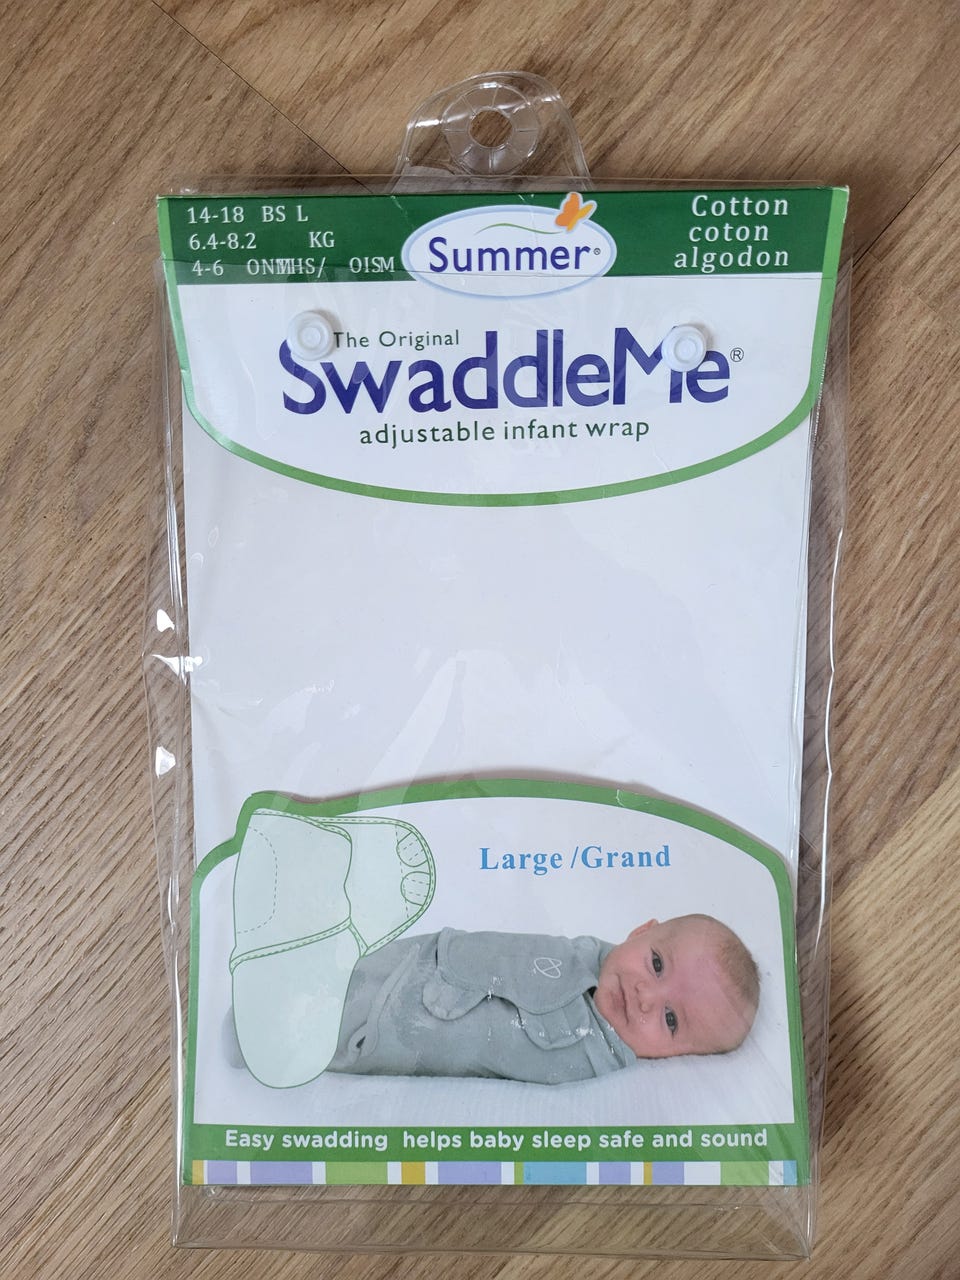 14-18 BS L
6.4-8.2 KG
4-6 OISM
Summer®
Cotton
coton
algodon
The Original
SwaddleMe®
adjustable infant wrap
Large /Grand
Easy swadding helps baby sleep safe and sound